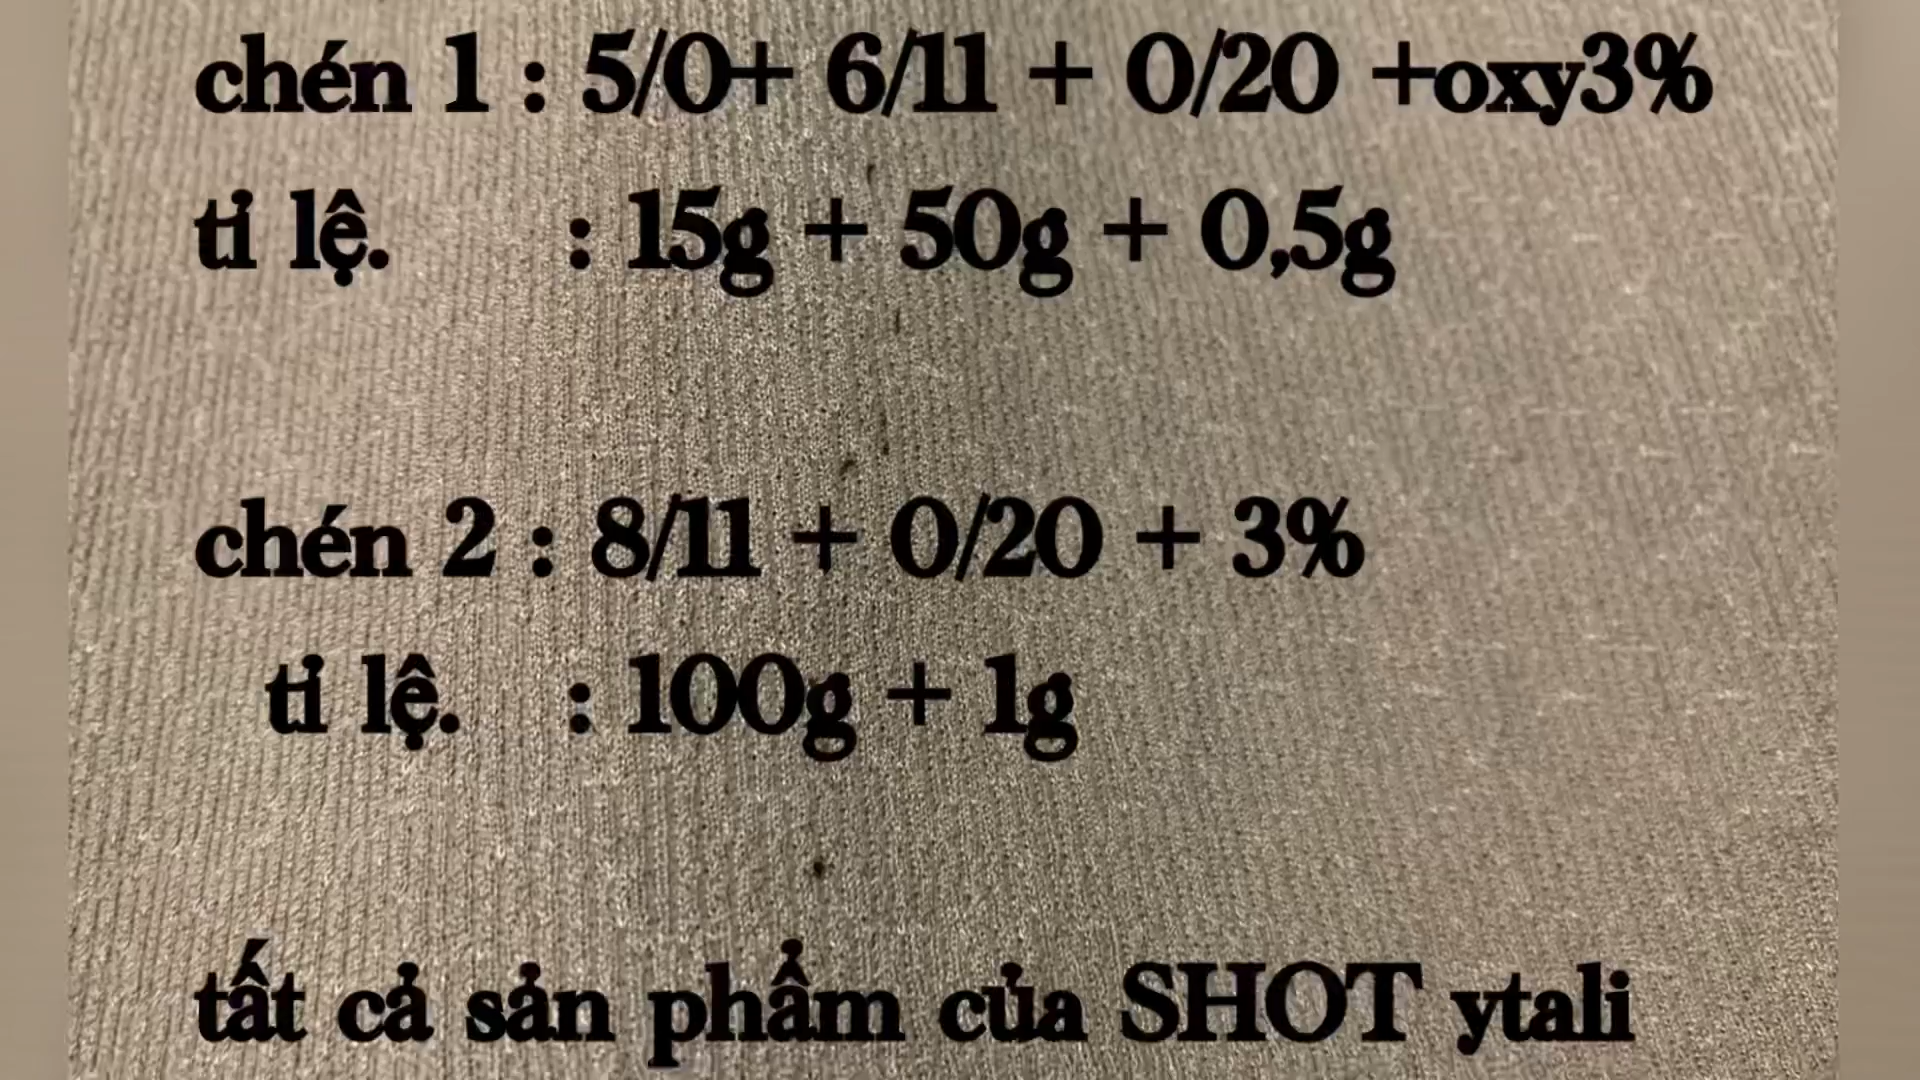 chén 1 : 5/0+ 6/11 + 0/20 +oxy3%
tỉ lệ. : 15g + 50g + 0,5g
chén 2 : 8/11 + 0/20 + 3%
tỉ lệ. : 100g + 1g
tất cả sản phẩm của SHOT ytali